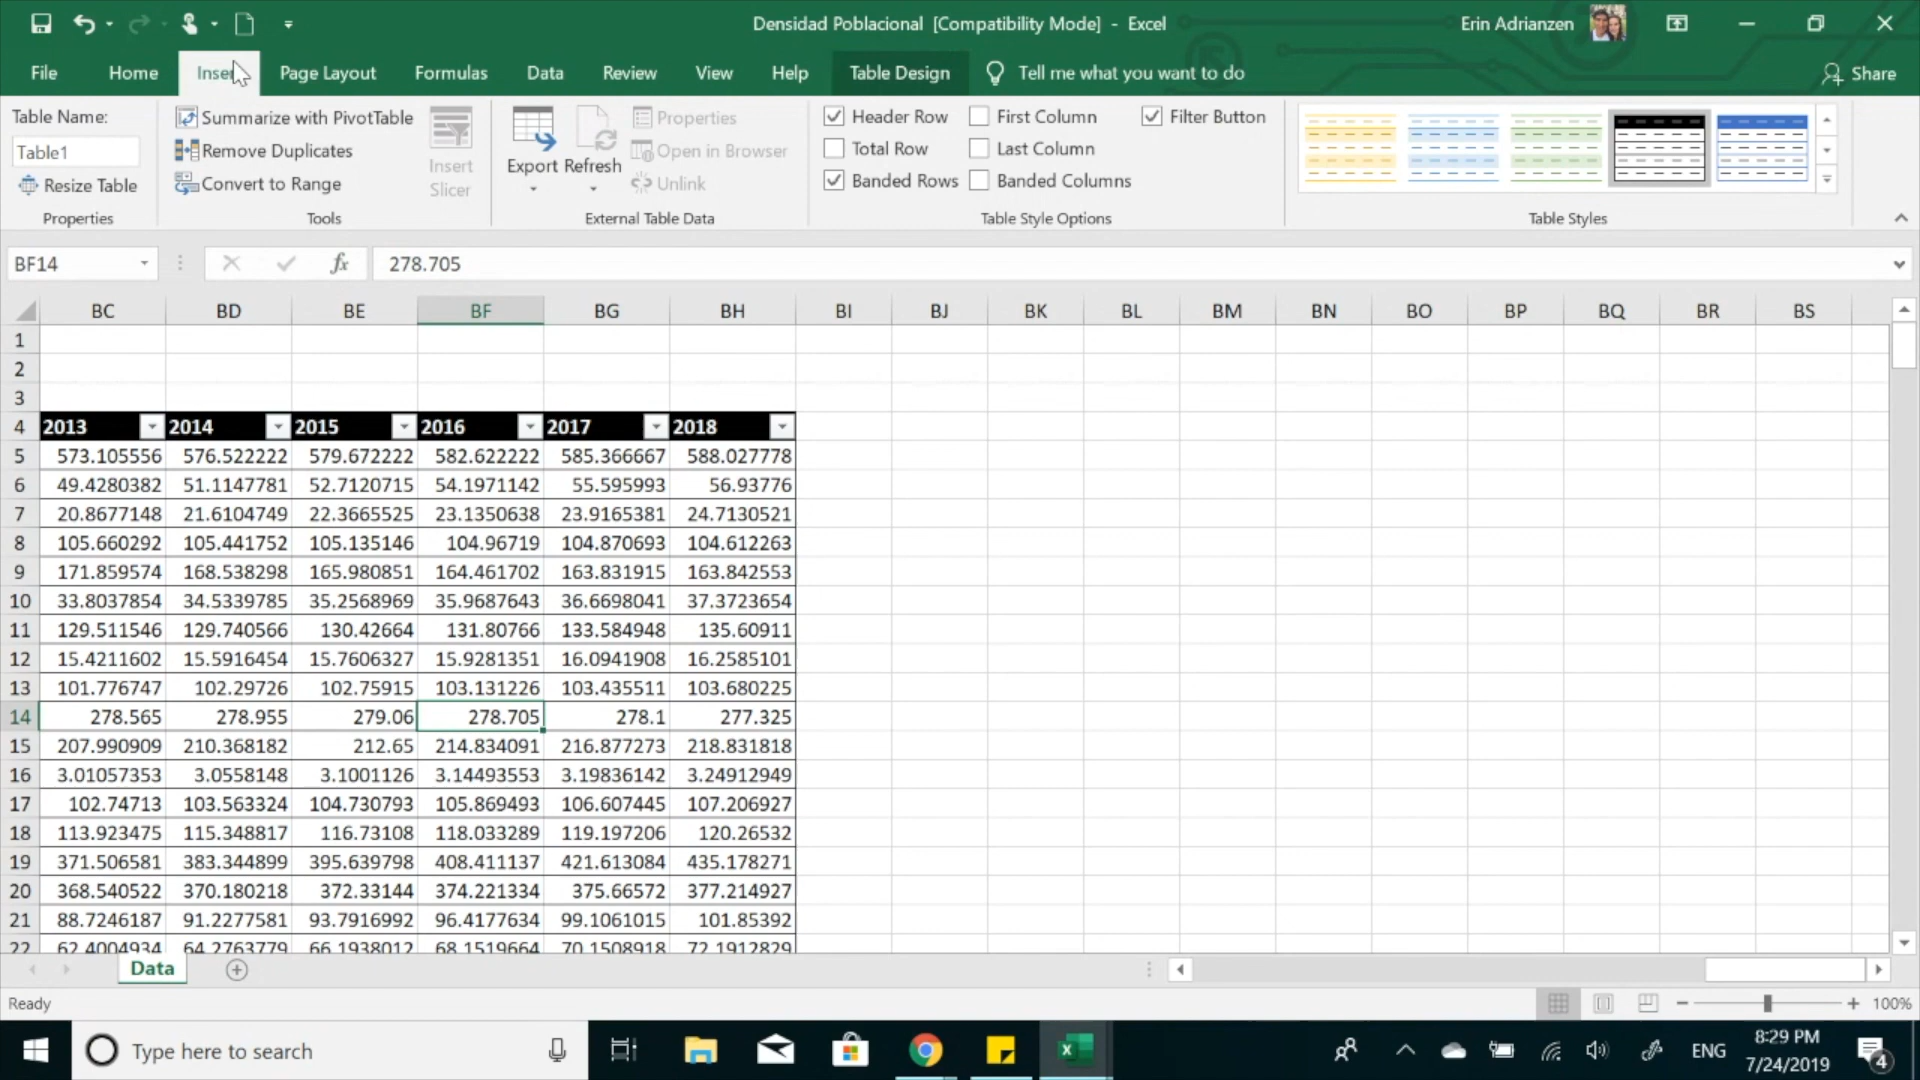 Densidad Poblacional [Compatibility Mode] - Excel
Erin Adrianzen
File Home Insert Page Layout Formulas Data Review View Help Table Design Tell me what you want to do Share
Table Name:
Table1
Resize Table
Properties
Summarize with PivotTable
Remove Duplicates
Convert to Range
Insert
Slicer
Tools
Export Refresh
Properties
Open in Browser
Unlink
External Table Data
Header Row First Column Filter Button
Total Row Last Column
Banded Rows Banded Columns
Table Style Options
Table Styles
BF14 fx 278.705
BC BD BE BF BG BH BI BJ BK BL BM BN BO BP BQ BR BS
1
2
3
4 2013 2014 2015 2016 2017 2018
5 573.105556 576.522222 579.672222 582.622222 585.366667 588.027778
6 49.4280382 51.1147781 52.7120715 54.1971142 55.595993 56.93776
7 20.8677148 21.6104749 22.3665525 23.1350638 23.9165381 24.7130521
8 105.660292 105.441752 105.135146 104.96719 104.870693 104.612263
9 171.859574 168.538298 165.980851 164.461702 163.831915 163.842553
10 33.8037854 34.5339785 35.2568969 35.9687643 36.6698041 37.3723654
11 129.511546 129.740566 130.42664 131.80766 133.584948 135.60911
12 15.4211602 15.5916454 15.7606327 15.9281351 16.0941908 16.2585101
13 101.776747 102.29726 102.75915 103.131226 103.435511 103.680225
14 278.565 278.955 279.06 278.705 278.1 277.325
15 207.990909 210.368182 212.65 214.834091 216.877273 218.831818
16 3.01057353 3.0558148 3.1001126 3.14493553 3.19836142 3.24912949
17 102.74713 103.563324 104.730793 105.869493 106.607445 107.206927
18 113.923475 115.348817 116.73108 118.033289 119.197206 120.26532
19 371.506581 383.344899 395.639798 408.411137 421.613084 435.178271
20 368.540522 370.180218 372.33144 374.221334 375.66572 377.214927
21 88.7246187 91.2277581 93.7916992 96.4177634 99.1061015 101.85392
22 62.4004934 64.2763779 66.1938012 68.1519664 70.1508918 72.1912829
Data
Ready
100%
Type here to search
ENG
8:29 PM
7/24/2019
4